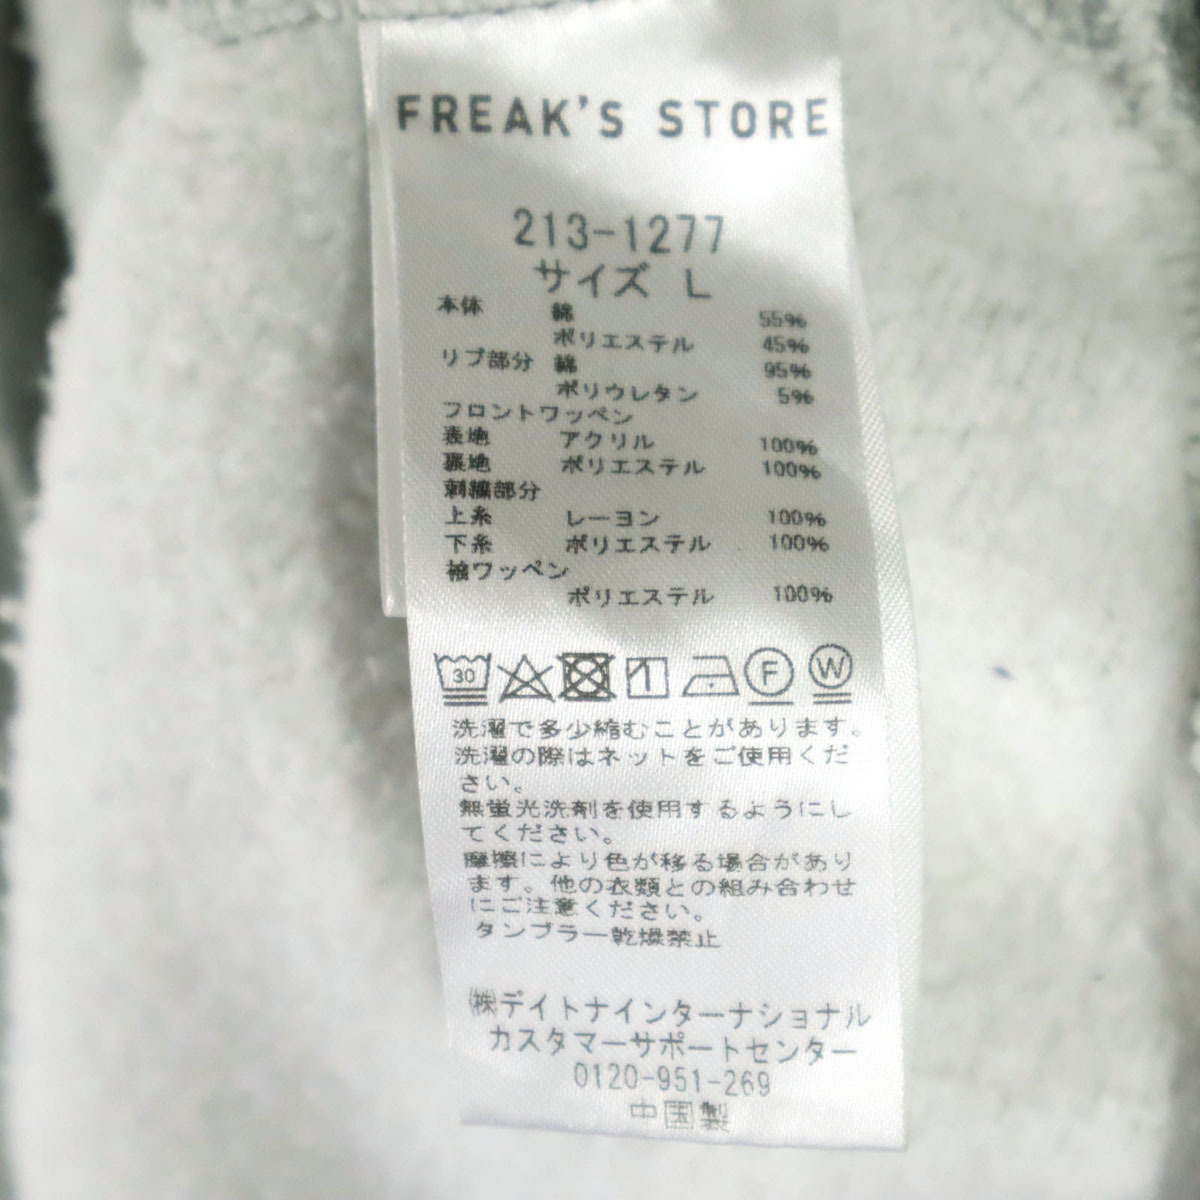 FREAK'S STORE
213-1277
サイズ L
本体 綿 55%
ポリエステル 45%
リブ部分 綿 95%
ポリウレタン 5%
フロントワッペン
表地 アクリル 100%
裏地 ポリエステル 100%
刺繍部分
上糸 レーヨン 100%
下糸 ポリエステル 100%
袖ワッペン
ポリエステル 100%
30 F W
洗濯で多少縮むことがあります。
洗濯の際はネットをご使用くだ
さい。
無蛍光洗剤を使用するようにし
てください。
摩擦により色が移る場合があり
ます。他の衣類との組み合わせ
にご注意ください。
タンブラー乾燥禁止
㈱デイトナインターナショナル
カスタマーサポートセンター
0120-951-269
中国製